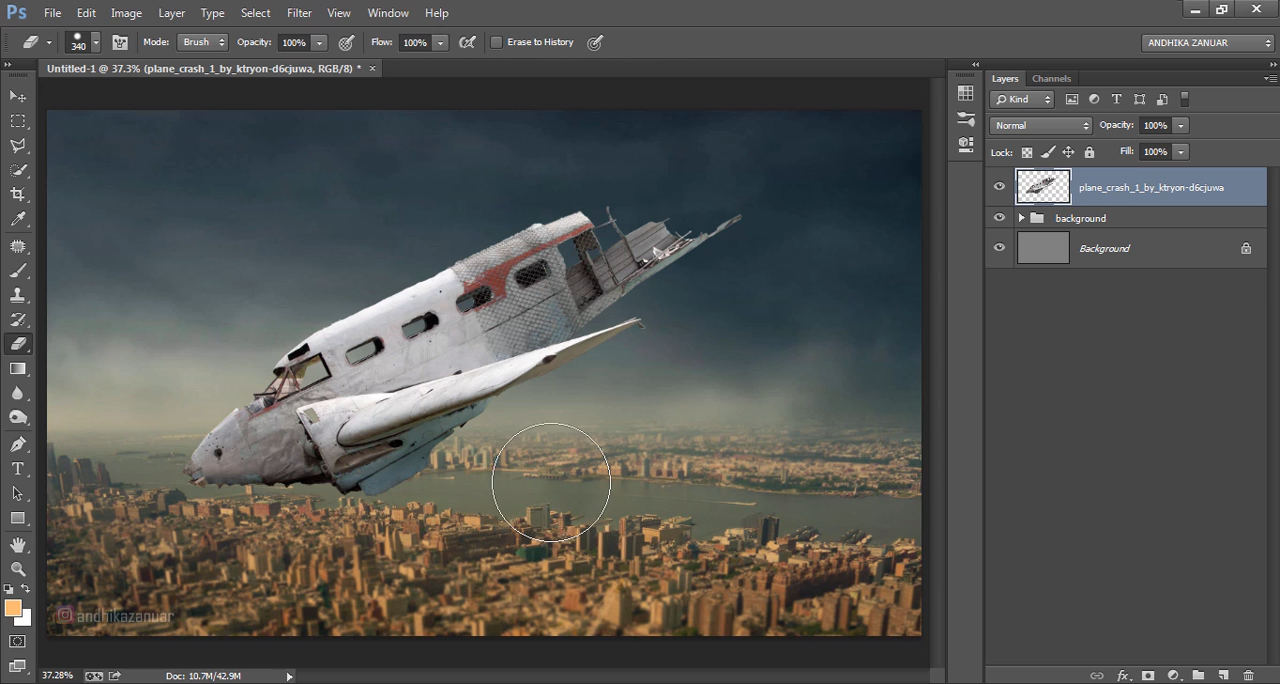 Ps File Edit Image Layer Type Select Filter View Window Help
340 Mode: Brush Opacity: 100% Flow: 100% Erase to History ANDHIKA ZANUAR
Untitled-1 @ 37.3% (plane_crash_1_by_ktryon-d6cjuwa, RGB/8) * ×
Layers Channels
Kind
Normal Opacity: 100%
Lock: Fill: 100%
plane_crash_1_by_ktryon-d6cjuwa
background
Background
andhikazanuar
37.28% Doc: 10.7M/42.9M